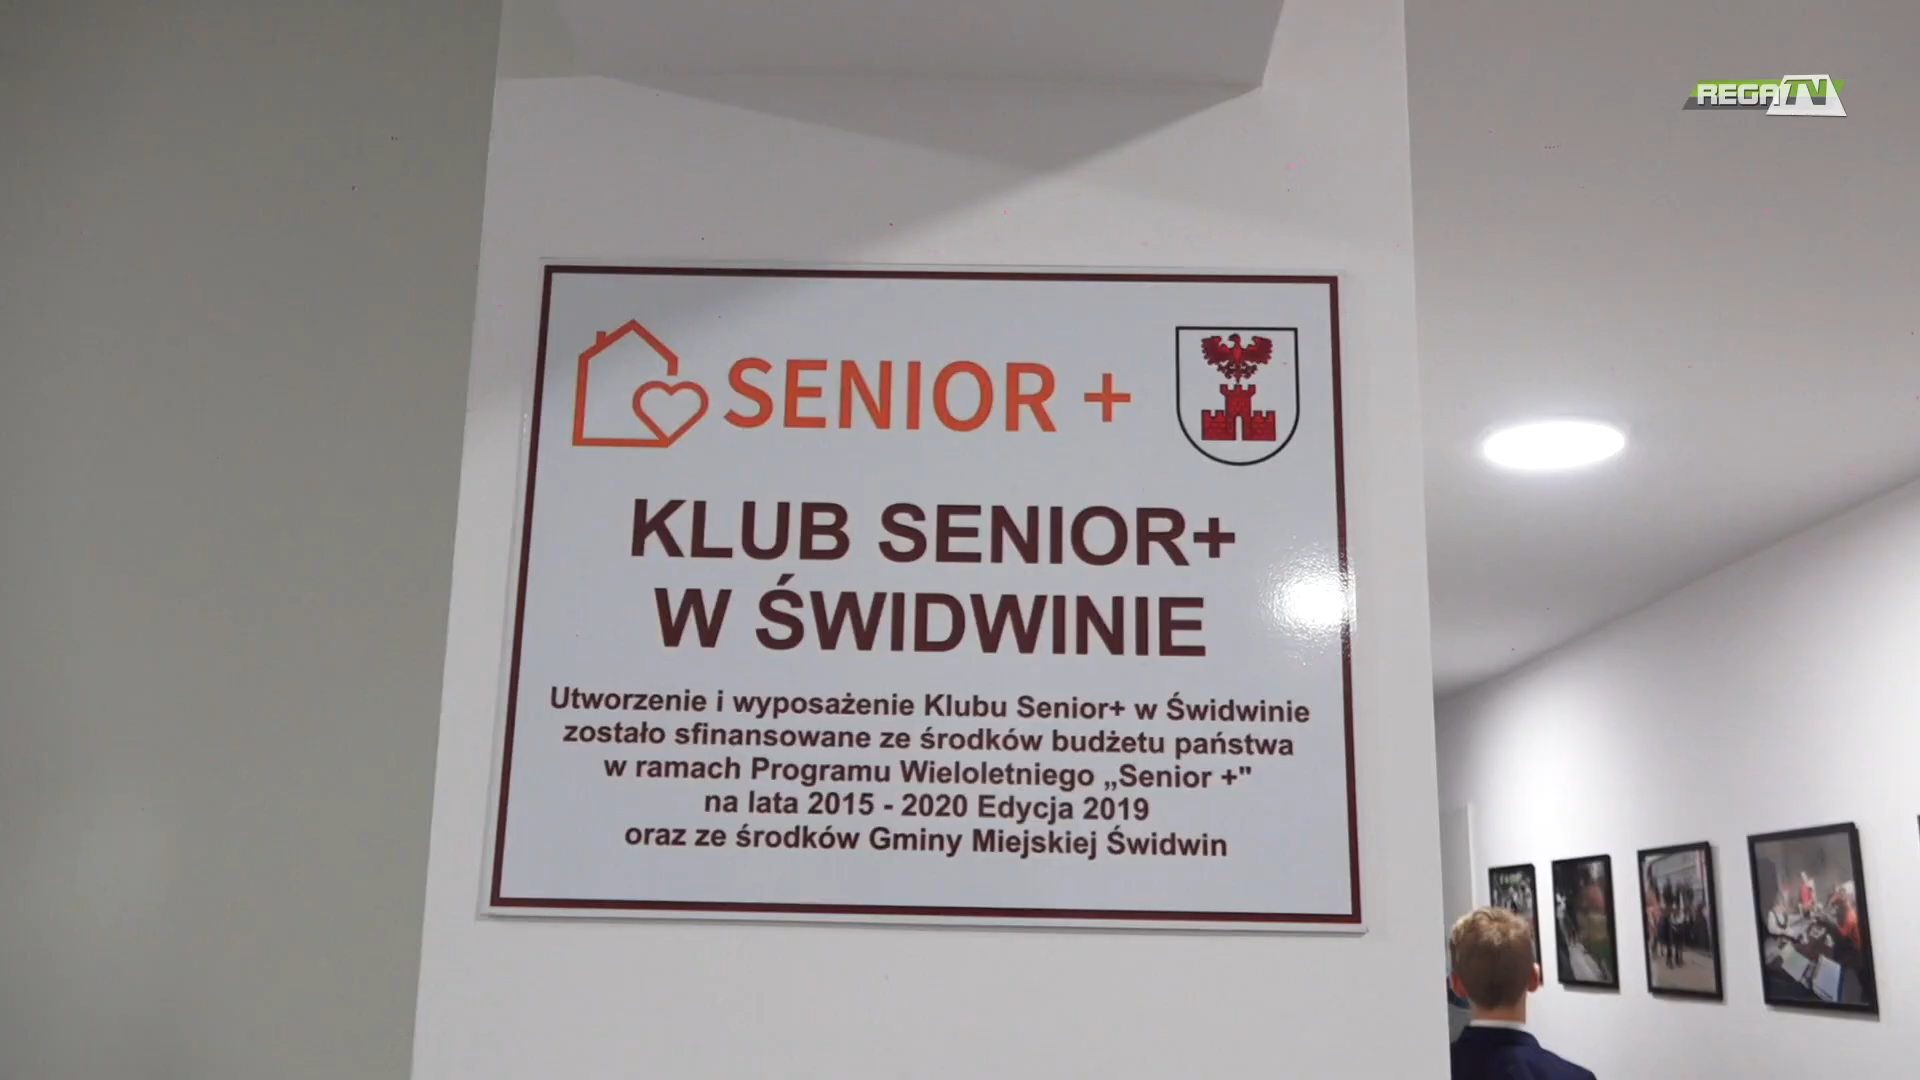 REGA TV
SENIOR +
KLUB SENIOR+
W ŚWIDWINIE
Utworzenie i wyposażenie Klubu Senior+ w Świdwinie
zostało sfinansowane ze środków budżetu państwa
w ramach Programu Wieloletniego „Senior +"
na lata 2015 - 2020 Edycja 2019
oraz ze środków Gminy Miejskiej Świdwin